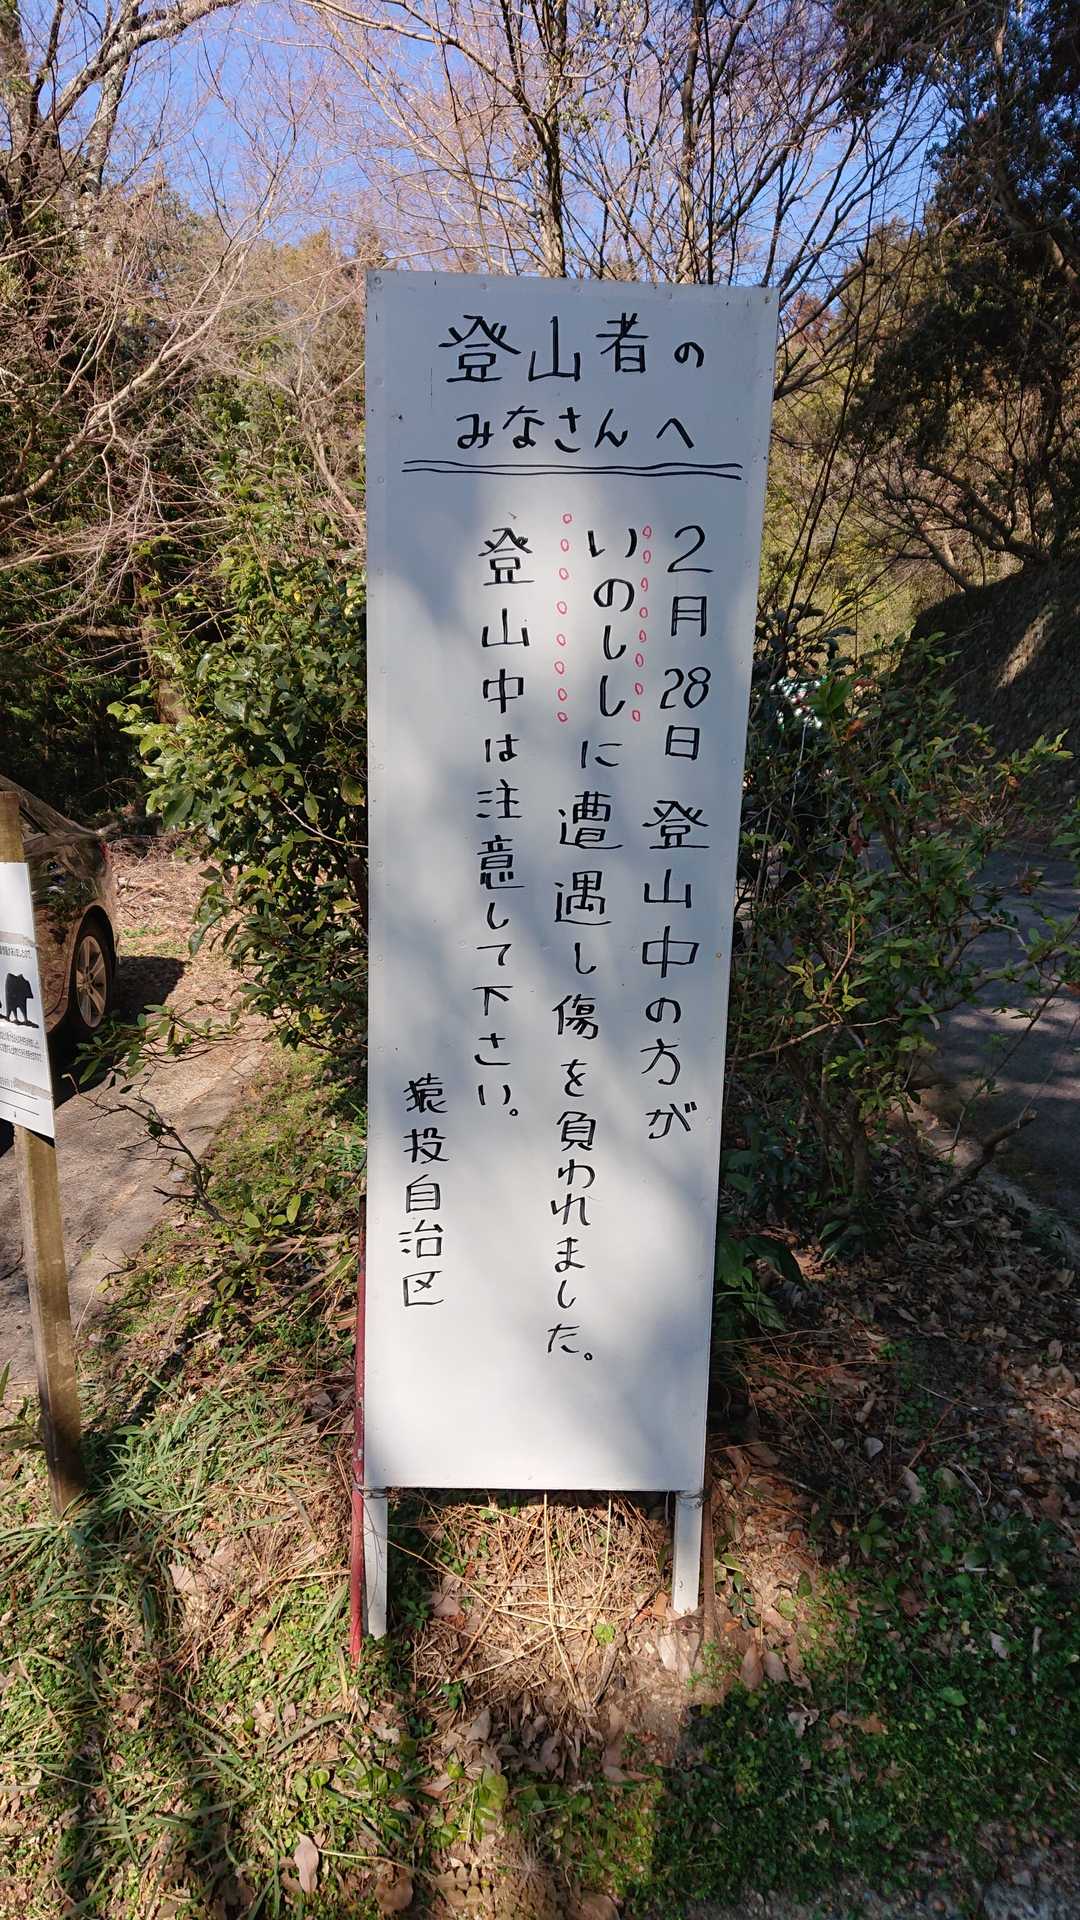 登山者の
みなさんへ
2月28日 登山中の方が
いのししに遭遇し傷を負われました。
登山中は注意して下さい。
猿投自治区